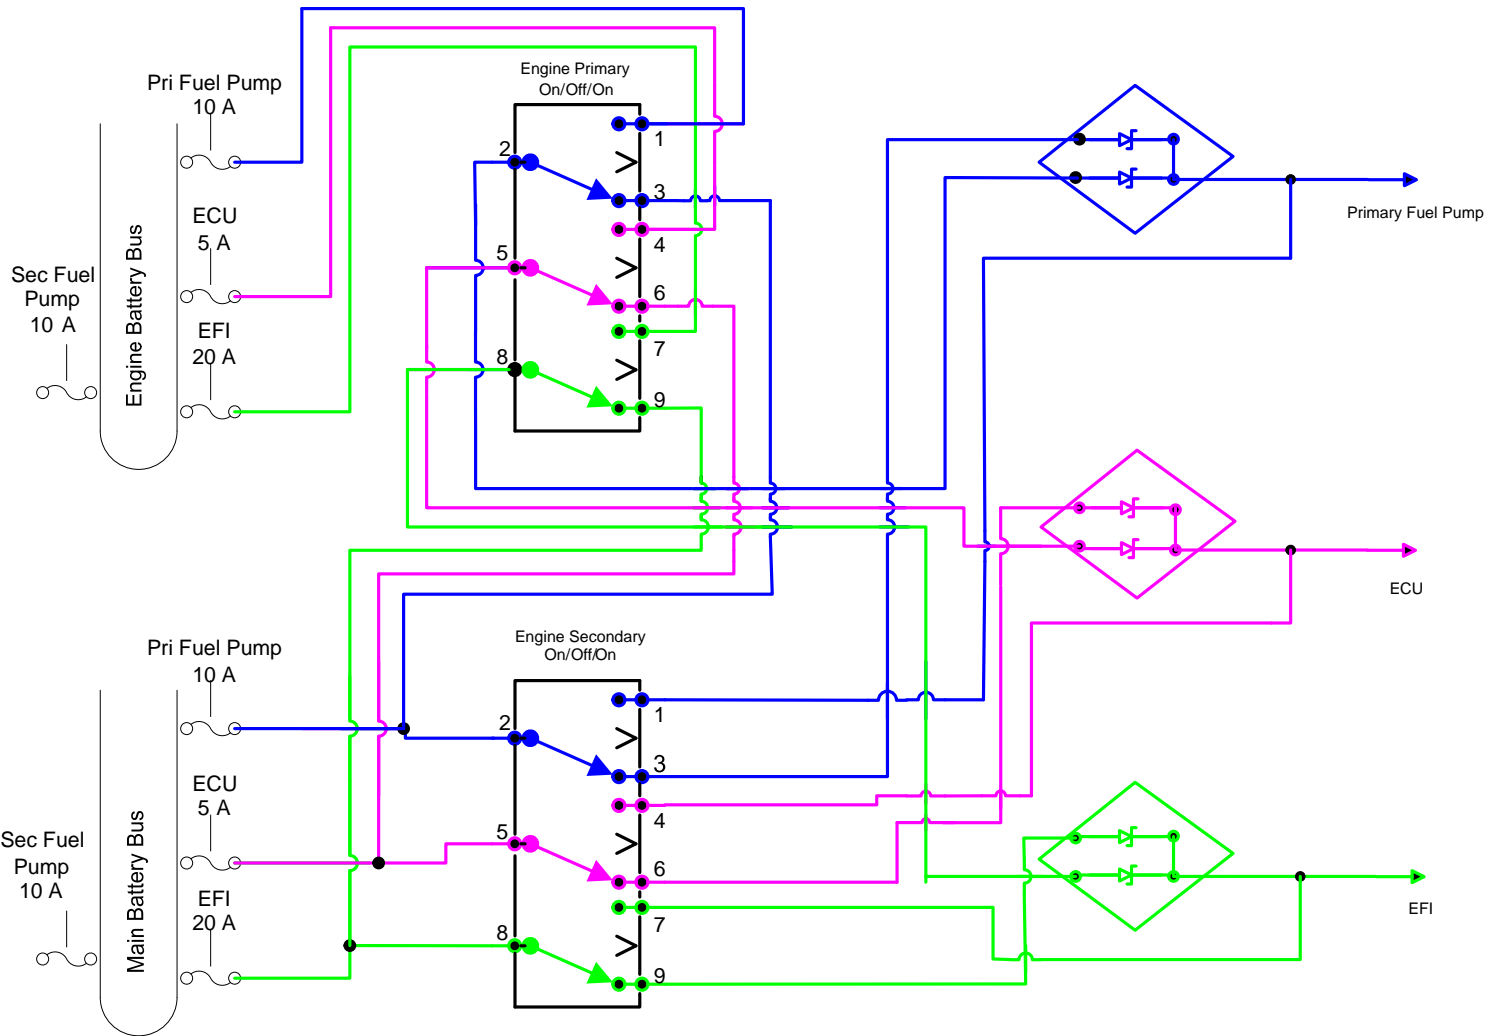 Engine Primary
On/Off/On
Pri Fuel Pump
10 A
ECU
5 A
Sec Fuel
Pump
10 A
EFI
20 A
Engine Battery Bus
1
2
3
4
5
6
7
8
9
Primary Fuel Pump
ECU
Engine Secondary
On/Off/On
Pri Fuel Pump
10 A
ECU
5 A
Sec Fuel
Pump
10 A
EFI
20 A
Main Battery Bus
1
2
3
4
5
6
7
8
9
EFI